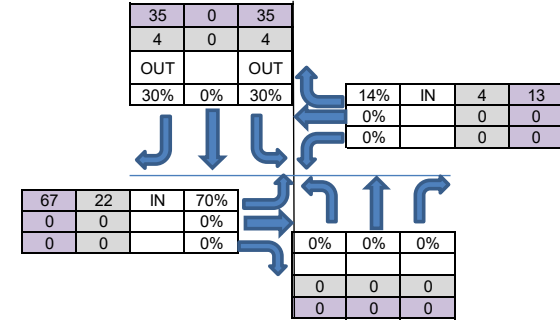 35 0 35
4 0 4
OUT OUT
30% 0% 30%
14% IN 4 13
0% 0 0
0% 0 0
67 22 IN 70%
0 0 0%
0 0 0%
0% 0% 0%
0 0 0
0 0 0